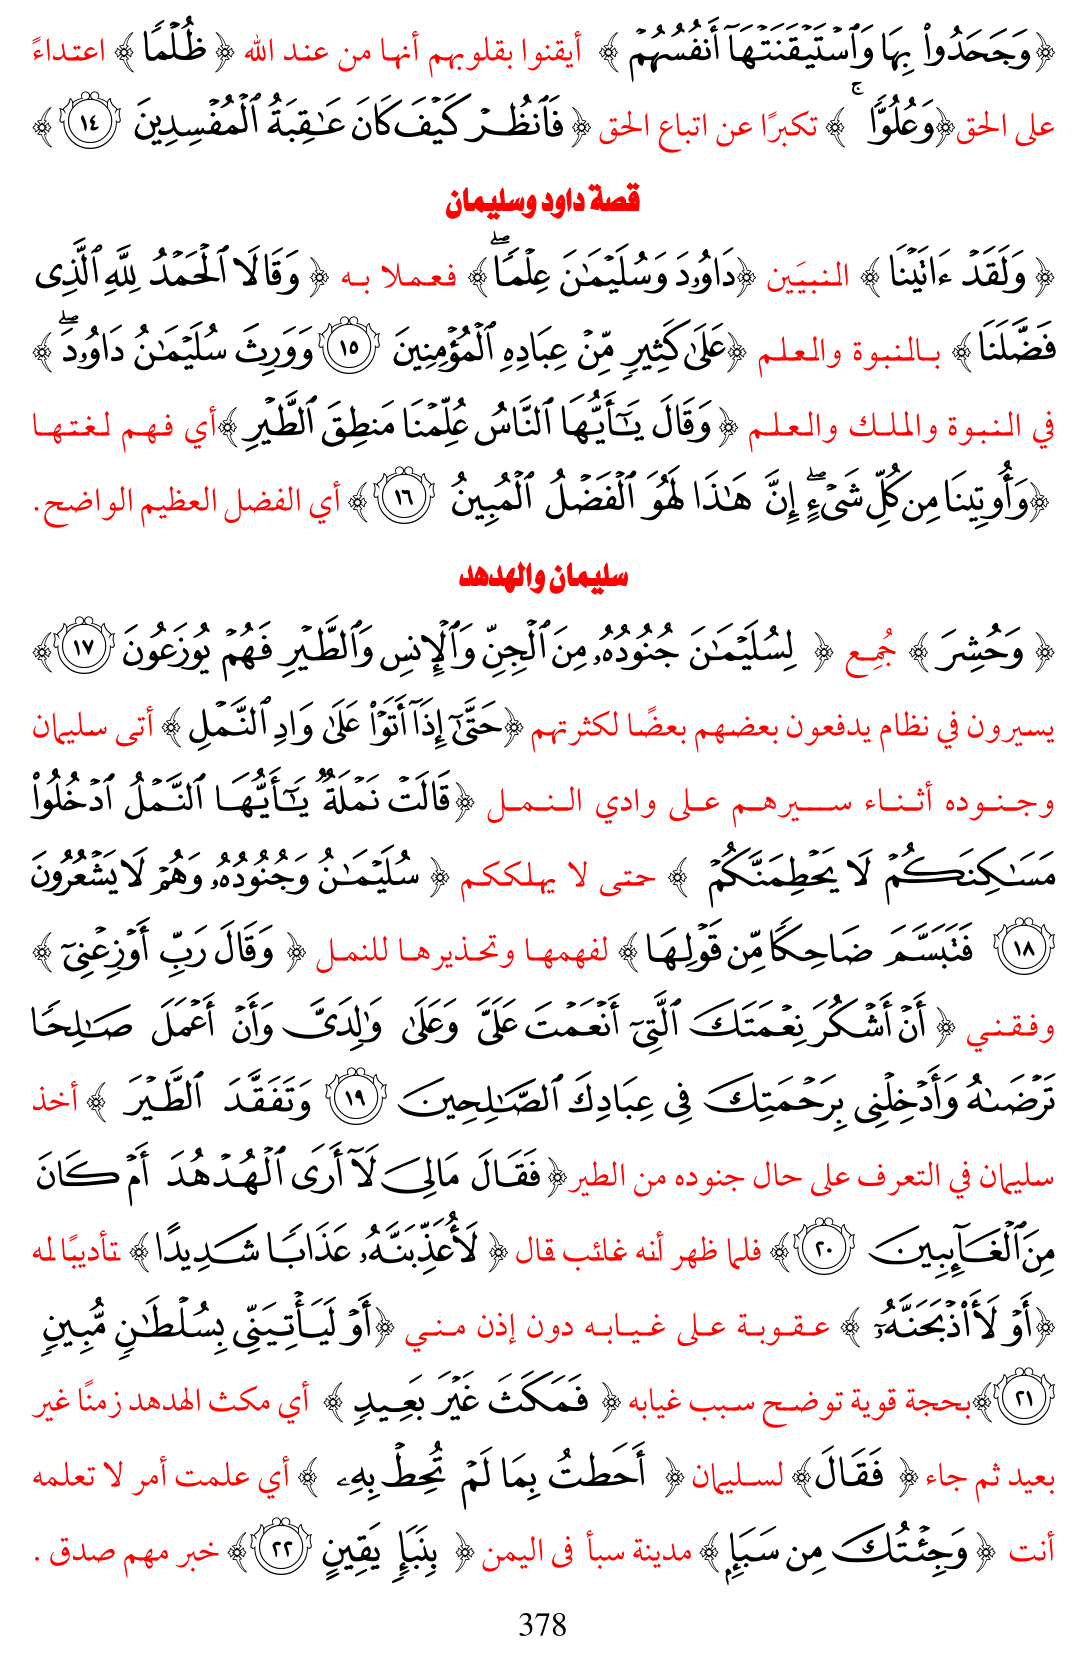 ﴿ وَجَحَدُوا۟ بِهَا وَٱسْتَيْقَنَتْهَآ أَنفُسُهُمْ ﴾ أيقنوا بقلوبهم أنها من عند الله ﴿ ظُلْمًا ﴾ اعتداءً
على الحق ﴿وَعُلُوًّا ۚ ﴾ تكبرًا عن اتباع الحق ﴿ فَٱنظُرْ كَيْفَ كَانَ عَـٰقِبَةُ ٱلْمُفْسِدِينَ ١٤ ﴾
قصة داود وسليمان
﴿ وَلَقَدْ ءَاتَيْنَا ﴾ النبيَين ﴿دَاوُۥدَ وَسُلَيْمَـٰنَ عِلْمًا ۖ﴾ فعملا به ﴿ وَقَالَا ٱلْحَمْدُ لِلَّهِ ٱلَّذِى
فَضَّلَنَا ﴾ بالنبوة والعلم ﴿عَلَىٰ كَثِيرٍ مِّنْ عِبَادِهِ ٱلْمُؤْمِنِينَ ١٥ وَوَرِثَ سُلَيْمَـٰنُ دَاوُۥدَ ۖ ﴾
في النبوة والملك والعلم ﴿ وَقَالَ يَـٰٓأَيُّهَا ٱلنَّاسُ عُلِّمْنَا مَنطِقَ ٱلطَّيْرِ ﴾أي فهم لغتها
﴿وَأُوتِينَا مِن كُلِّ شَىْءٍ ۖ إِنَّ هَـٰذَا لَهُوَ ٱلْفَضْلُ ٱلْمُبِينُ ١٦ ﴾ أي الفضل العظيم الواضح.
سليمان والهدهد
﴿ وَحُشِرَ ﴾ جُمِع ﴿ لِسُلَيْمَـٰنَ جُنُودُهُۥ مِنَ ٱلْجِنِّ وَٱلْإِنسِ وَٱلطَّيْرِ فَهُمْ يُوزَعُونَ ١٧ ﴾
يسيرون في نظام يدفعون بعضهم بعضًا لكثرتهم ﴿حَتَّىٰٓ إِذَآ أَتَوْا۟ عَلَىٰ وَادِ ٱلنَّمْلِ ﴾ أتى سليمان
وجنوده أثناء سيرهم على وادي النمل ﴿قَالَتْ نَمْلَةٌ يَـٰٓأَيُّهَا ٱلنَّمْلُ ٱدْخُلُوا۟
مَسَـٰكِنَكُمْ لَا يَحْطِمَنَّكُمْ ﴾ حتى لا يهلككم ﴿ سُلَيْمَـٰنُ وَجُنُودُهُۥ وَهُمْ لَا يَشْعُرُونَ
١٨ فَتَبَسَّمَ ضَاحِكًا مِّن قَوْلِهَا ﴾ لفهمها وتحذيرها للنمل ﴿ وَقَالَ رَبِّ أَوْزِعْنِىٓ ﴾
وفقني ﴿ أَنْ أَشْكُرَ نِعْمَتَكَ ٱلَّتِىٓ أَنْعَمْتَ عَلَىَّ وَعَلَىٰ وَٰلِدَىَّ وَأَنْ أَعْمَلَ صَـٰلِحًا
تَرْضَىٰهُ وَأَدْخِلْنِى بِرَحْمَتِكَ فِى عِبَادِكَ ٱلصَّـٰلِحِينَ ١٩ وَتَفَقَّدَ ٱلطَّيْرَ ﴾ أخذ
سليمان في التعرف على حال جنوده من الطير﴿ فَقَالَ مَالِىَ لَآ أَرَى ٱلْهُدْهُدَ أَمْ كَانَ
مِنَ ٱلْغَآئِبِينَ ٢٠ ﴾ فلما ظهر أنه غائب قال ﴿ لَأُعَذِّبَنَّهُۥ عَذَابًا شَدِيدًا ﴾ تأديبًا له
﴿أَوْ لَأَا۟ذْبَحَنَّهُۥٓ ﴾ عقوبة على غيابه دون إذن مني ﴿أَوْ لَيَأْتِيَنِّى بِسُلْطَـٰنٍ مُّبِينٍ
٢١ ﴾بحجة قوية توضح سبب غيابه ﴿ فَمَكَثَ غَيْرَ بَعِيدٍ ﴾ أي مكث الهدهد زمنًا غير
بعيد ثم جاء ﴿ فَقَالَ ﴾ لسليمان ﴿ أَحَطتُ بِمَا لَمْ تُحِطْ بِهِۦ ﴾ أي علمت أمر لا تعلمه
أنت ﴿ وَجِئْتُكَ مِن سَبَإٍ ﴾ مدينة سبأ فى اليمن ﴿ بِنَبَإٍ يَقِينٍ ٢٢ ﴾ خبر مهم صدق .
378